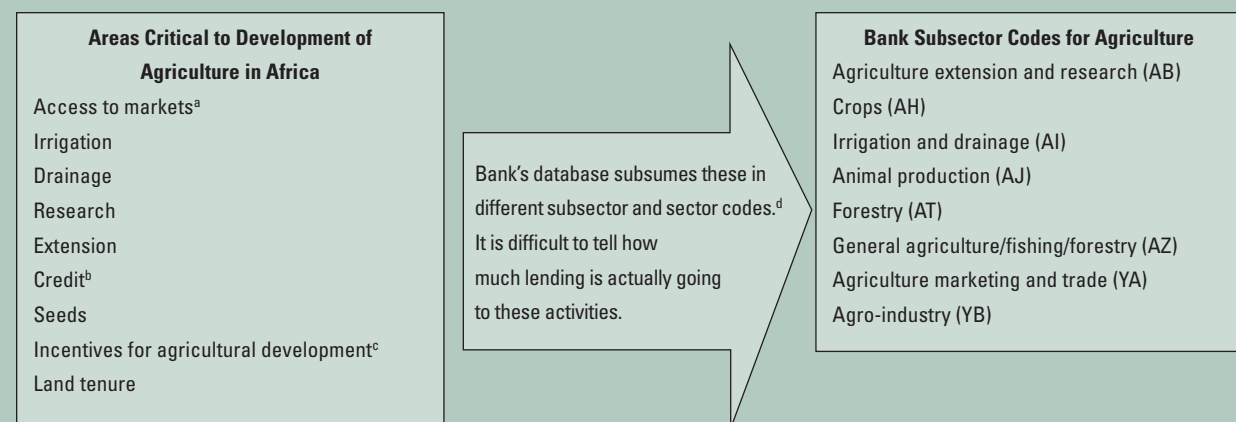 Areas Critical to Development of
Agriculture in Africa
Access to marketsᵃ
Irrigation
Drainage
Research
Extension
Creditᵇ
Seeds
Incentives for agricultural developmentᶜ
Land tenure
Bank's database subsumes these in
different subsector and sector codes.ᵈ
It is difficult to tell how
much lending is actually going
to these activities.
Bank Subsector Codes for Agriculture
Agriculture extension and research (AB)
Crops (AH)
Irrigation and drainage (AI)
Animal production (AJ)
Forestry (AT)
General agriculture/fishing/forestry (AZ)
Agriculture marketing and trade (YA)
Agro-industry (YB)